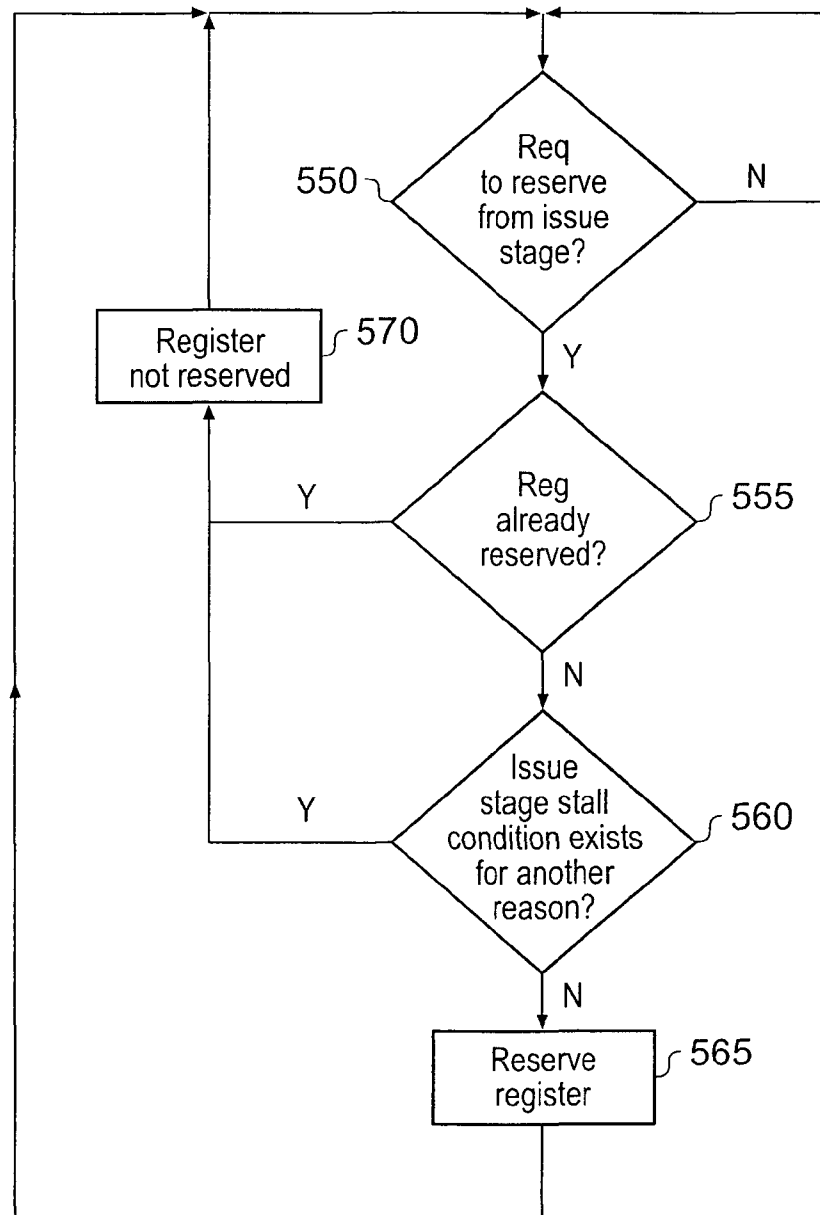 550
Req
to reserve
from issue
stage?
N
Register
not reserved
570
Y
Y
Reg
already
reserved?
555
N
Y
Issue
stage stall
condition exists
for another
reason?
560
N
Reserve
register
565